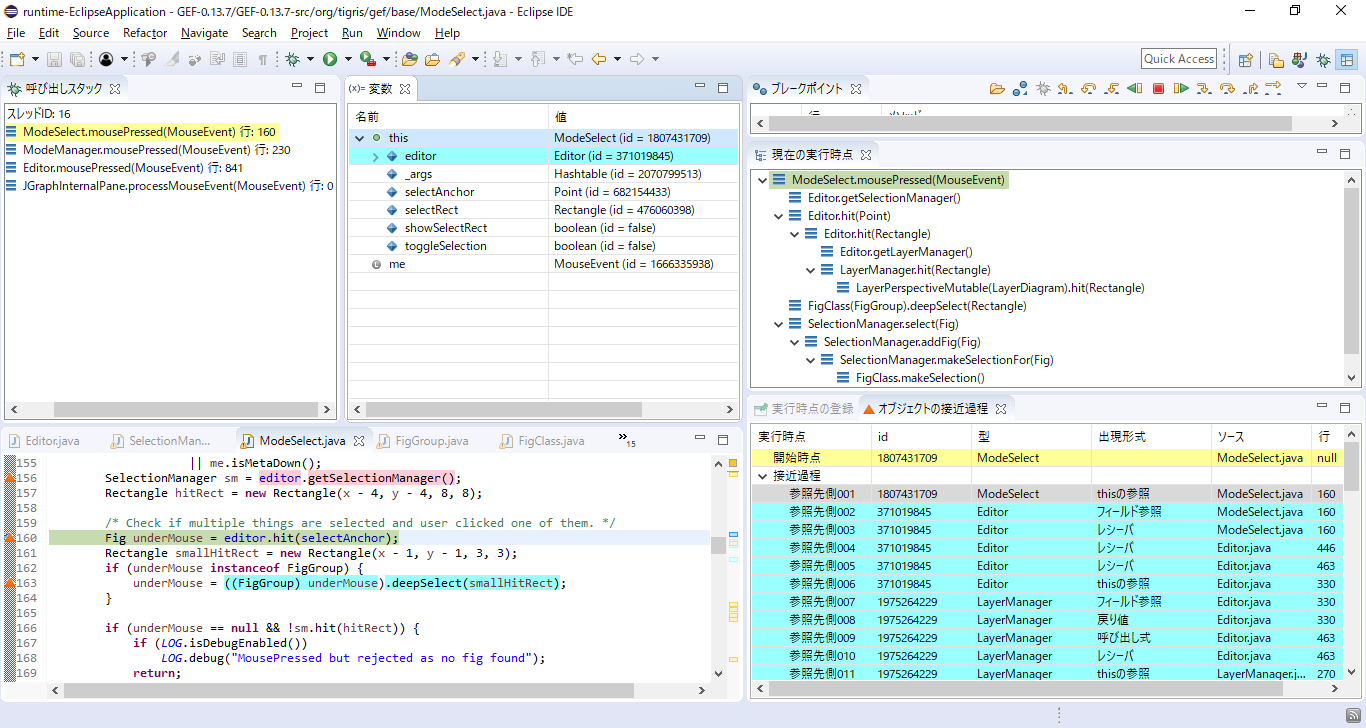 runtime-EclipseApplication - GEF-0.13.7/GEF-0.13.7-src/org/tigris/gef/base/ModeSelect.java - Eclipse IDE
File Edit Source Refactor Navigate Search Project Run Window Help
Quick Access
呼び出しスタック
スレッドID: 16
ModeSelect.mousePressed(MouseEvent) 行: 160
ModeManager.mousePressed(MouseEvent) 行: 230
Editor.mousePressed(MouseEvent) 行: 841
JGraphInternalPane.processMouseEvent(MouseEvent) 行: 0
(x)= 変数
名前 値
this ModeSelect (id = 1807431709)
editor Editor (id = 371019845)
_args Hashtable (id = 2070799513)
selectAnchor Point (id = 682154433)
selectRect Rectangle (id = 476060398)
showSelectRect boolean (id = false)
toggleSelection boolean (id = false)
me MouseEvent (id = 1666335938)
ブレークポイント
現在の実行時点
ModeSelect.mousePressed(MouseEvent)
Editor.getSelectionManager()
Editor.hit(Point)
Editor.hit(Rectangle)
Editor.getLayerManager()
LayerManager.hit(Rectangle)
LayerPerspectiveMutable(LayerDiagram).hit(Rectangle)
FigClass(FigGroup).deepSelect(Rectangle)
SelectionManager.select(Fig)
SelectionManager.addFig(Fig)
SelectionManager.makeSelectionFor(Fig)
FigClass.makeSelection()
Editor.java SelectionMan... ModeSelect.java FigGroup.java FigClass.java »15
155 || me.isMetaDown();
156 SelectionManager sm = editor.getSelectionManager();
157 Rectangle hitRect = new Rectangle(x - 4, y - 4, 8, 8);
158
159 /* Check if multiple things are selected and user clicked one of them. */
160 Fig underMouse = editor.hit(selectAnchor);
161 Rectangle smallHitRect = new Rectangle(x - 1, y - 1, 3, 3);
162 if (underMouse instanceof FigGroup) {
163 underMouse = ((FigGroup) underMouse).deepSelect(smallHitRect);
164 }
165
166 if (underMouse == null && !sm.hit(hitRect)) {
167 if (LOG.isDebugEnabled())
168 LOG.debug("MousePressed but rejected as no fig found");
169 return;
実行時点の登録 オブジェクトの接近過程
実行時点 id 型 出現形式 ソース 行
開始時点 1807431709 ModeSelect ModeSelect.java null
接近過程
参照先側001 1807431709 ModeSelect thisの参照 ModeSelect.java 160
参照先側002 371019845 Editor フィールド参照 ModeSelect.java 160
参照先側003 371019845 Editor レシーバ ModeSelect.java 160
参照先側004 371019845 Editor レシーバ Editor.java 446
参照先側005 371019845 Editor レシーバ Editor.java 463
参照先側006 371019845 Editor thisの参照 Editor.java 330
参照先側007 1975264229 LayerManager フィールド参照 Editor.java 330
参照先側008 1975264229 LayerManager 戻り値 Editor.java 330
参照先側009 1975264229 LayerManager 呼び出し式 Editor.java 463
参照先側010 1975264229 LayerManager レシーバ Editor.java 463
参照先側011 1975264229 LayerManager thisの参照 LayerManager.j... 270